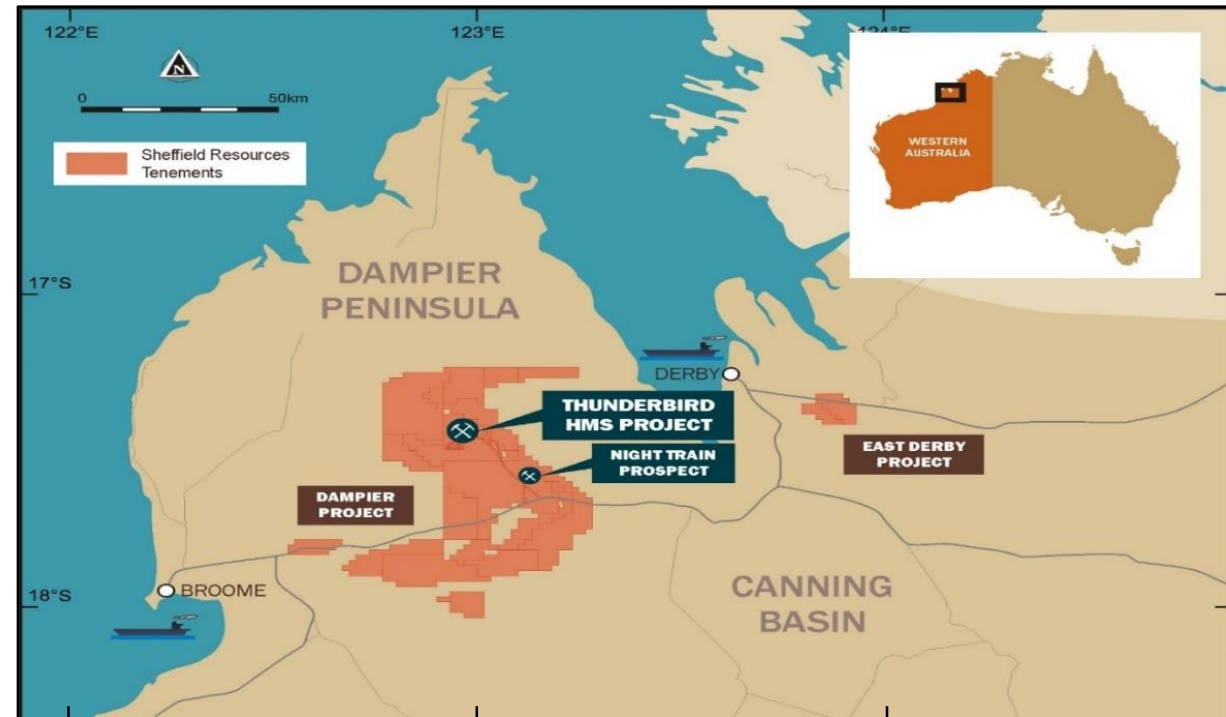 122°E
123°E
124°E
N
0
50km
Sheffield Resources
Tenements
WESTERN
AUSTRALIA
DAMPIER
PENINSULA
17°S
DERBY
THUNDERBIRD
HMS PROJECT
NIGHT TRAIN
PROSPECT
EAST DERBY
PROJECT
DAMPIER
PROJECT
CANNING
BASIN
18°S
BROOME